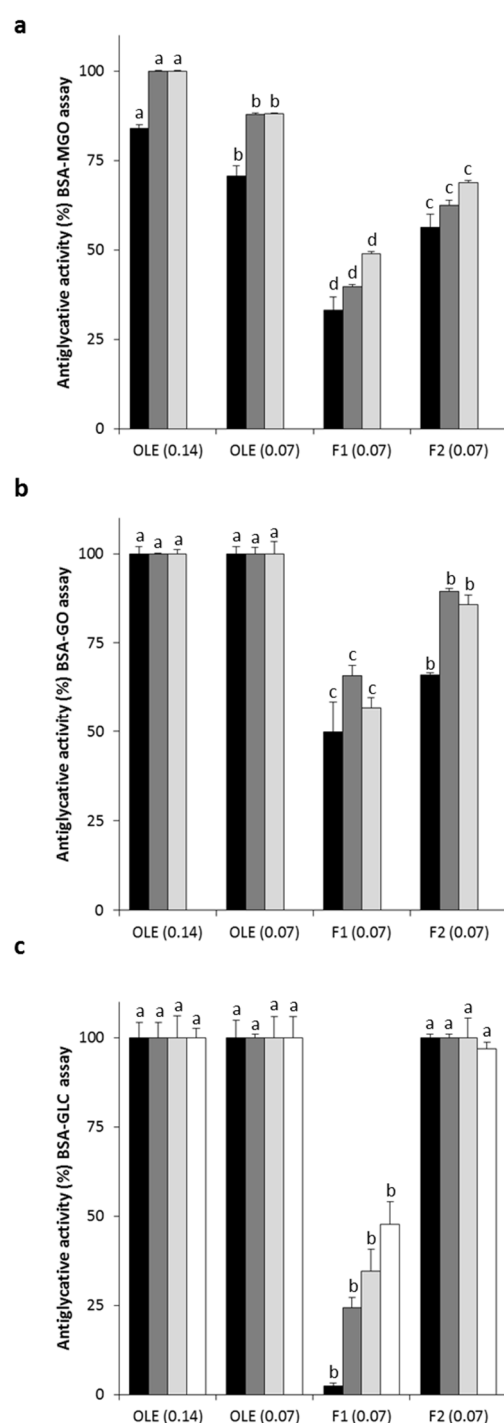 a
Antiglycative activity (%) BSA-MGO assay
100
75
50
25
0
a a a
b b b
d d d
c c c
OLE (0.14) OLE (0.07) F1 (0.07) F2 (0.07)
b
Antiglycative activity (%) BSA-GO assay
100
75
50
25
0
a a a
a a a
c c c
b b b
OLE (0.14) OLE (0.07) F1 (0.07) F2 (0.07)
c
Antiglycative activity (%) BSA-GLC assay
100
75
50
25
0
a a a a
a a a a
b b b b
a a a a
OLE (0.14) OLE (0.07) F1 (0.07) F2 (0.07)